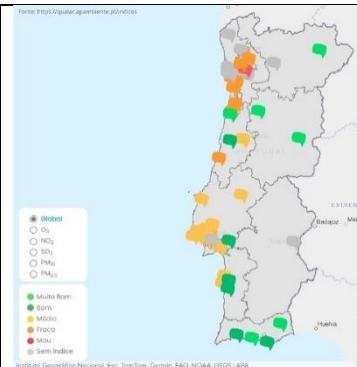 Fonte: https://qualar.apambiente.pt/indices
EXTREM
Badajoz
Huelva
Global
O₃
NO₂
SO₂
PM₁₀
PM₂,₅
Muito Bom
Bom
Médio
Fraco
Mau
Sem Índice
Instituto Geográfico Nacional, Esri, TomTom, Garmin, FAO, NOAA, USGS | APA